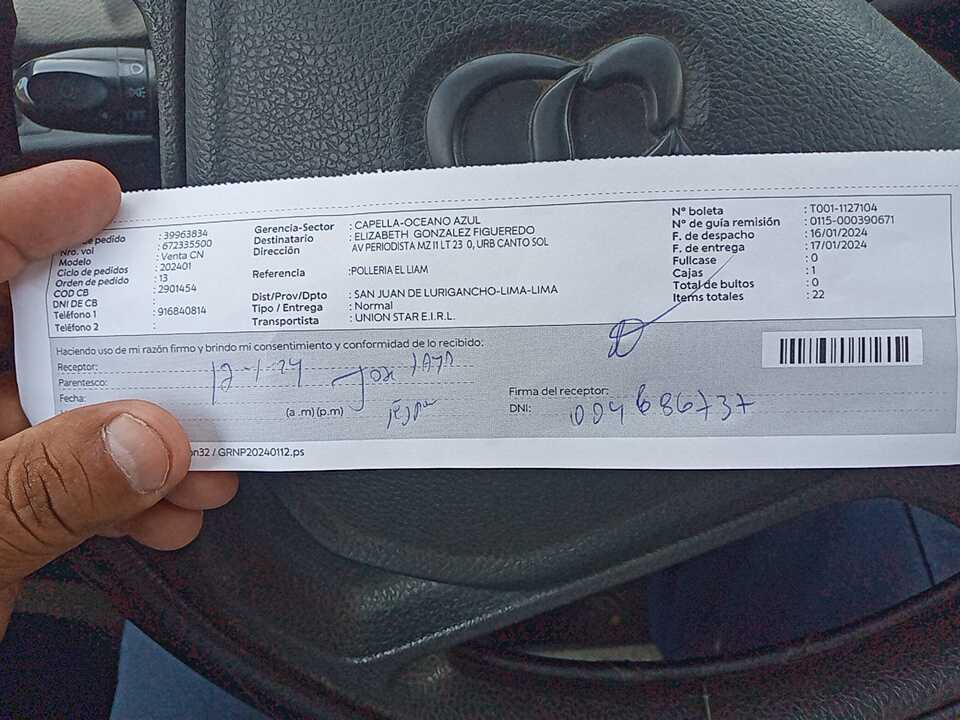 de pedido : 39963834
Nro. vol : 672335500
Modelo : Venta CN
Ciclo de pedidos : 202401
Orden de pedido : 13
COD CB : 2901454
DNI DE CB :
Teléfono 1 : 916840814
Teléfono 2 :
Gerencia-Sector : CAPELLA-OCEANO AZUL
Destinatario : ELIZABETH GONZALEZ FIGUEREDO
Dirección AV PERIODISTA MZ I1 LT 23 0, URB CANTO SOL
Referencia :POLLERIA EL LIAM
Dist/Prov/Dpto : SAN JUAN DE LURIGANCHO-LIMA-LIMA
Tipo / Entrega : Normal
Transportista : UNION STAR E.I.R.L.
N° boleta : T001-1127104
N° de guía remisión : 0115-000390671
F. de despacho : 16/01/2024
F. de entrega : 17/01/2024
Fullcase : 0
Cajas : 1
Total de bultos : 0
Items totales : 22
Haciendo uso de mi razón firmo y brindo mi consentimiento y conformidad de lo recibido:
Receptor:
Parentesco:
Fecha:
(a .m) (p.m)
Firma del receptor:
DNI: 004686737
on32 / GRNP20240112.ps